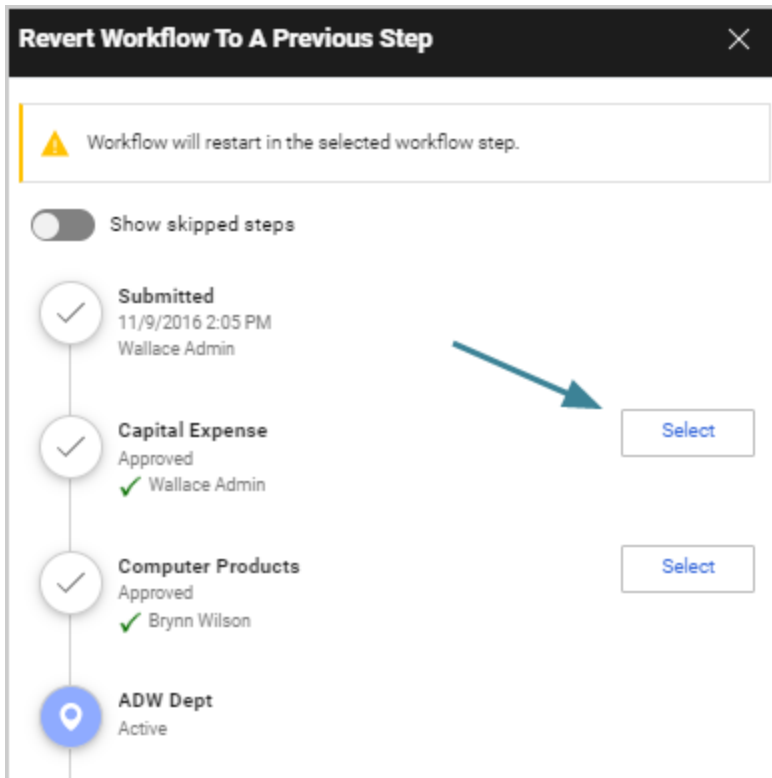 Revert Workflow To A Previous Step
Workflow will restart in the selected workflow step.
Show skipped steps
Submitted
11/9/2016 2:05 PM
Wallace Admin
Capital Expense
Select
Approved
Wallace Admin
Computer Products
Select
Approved
Brynn Wilson
ADW Dept
Active